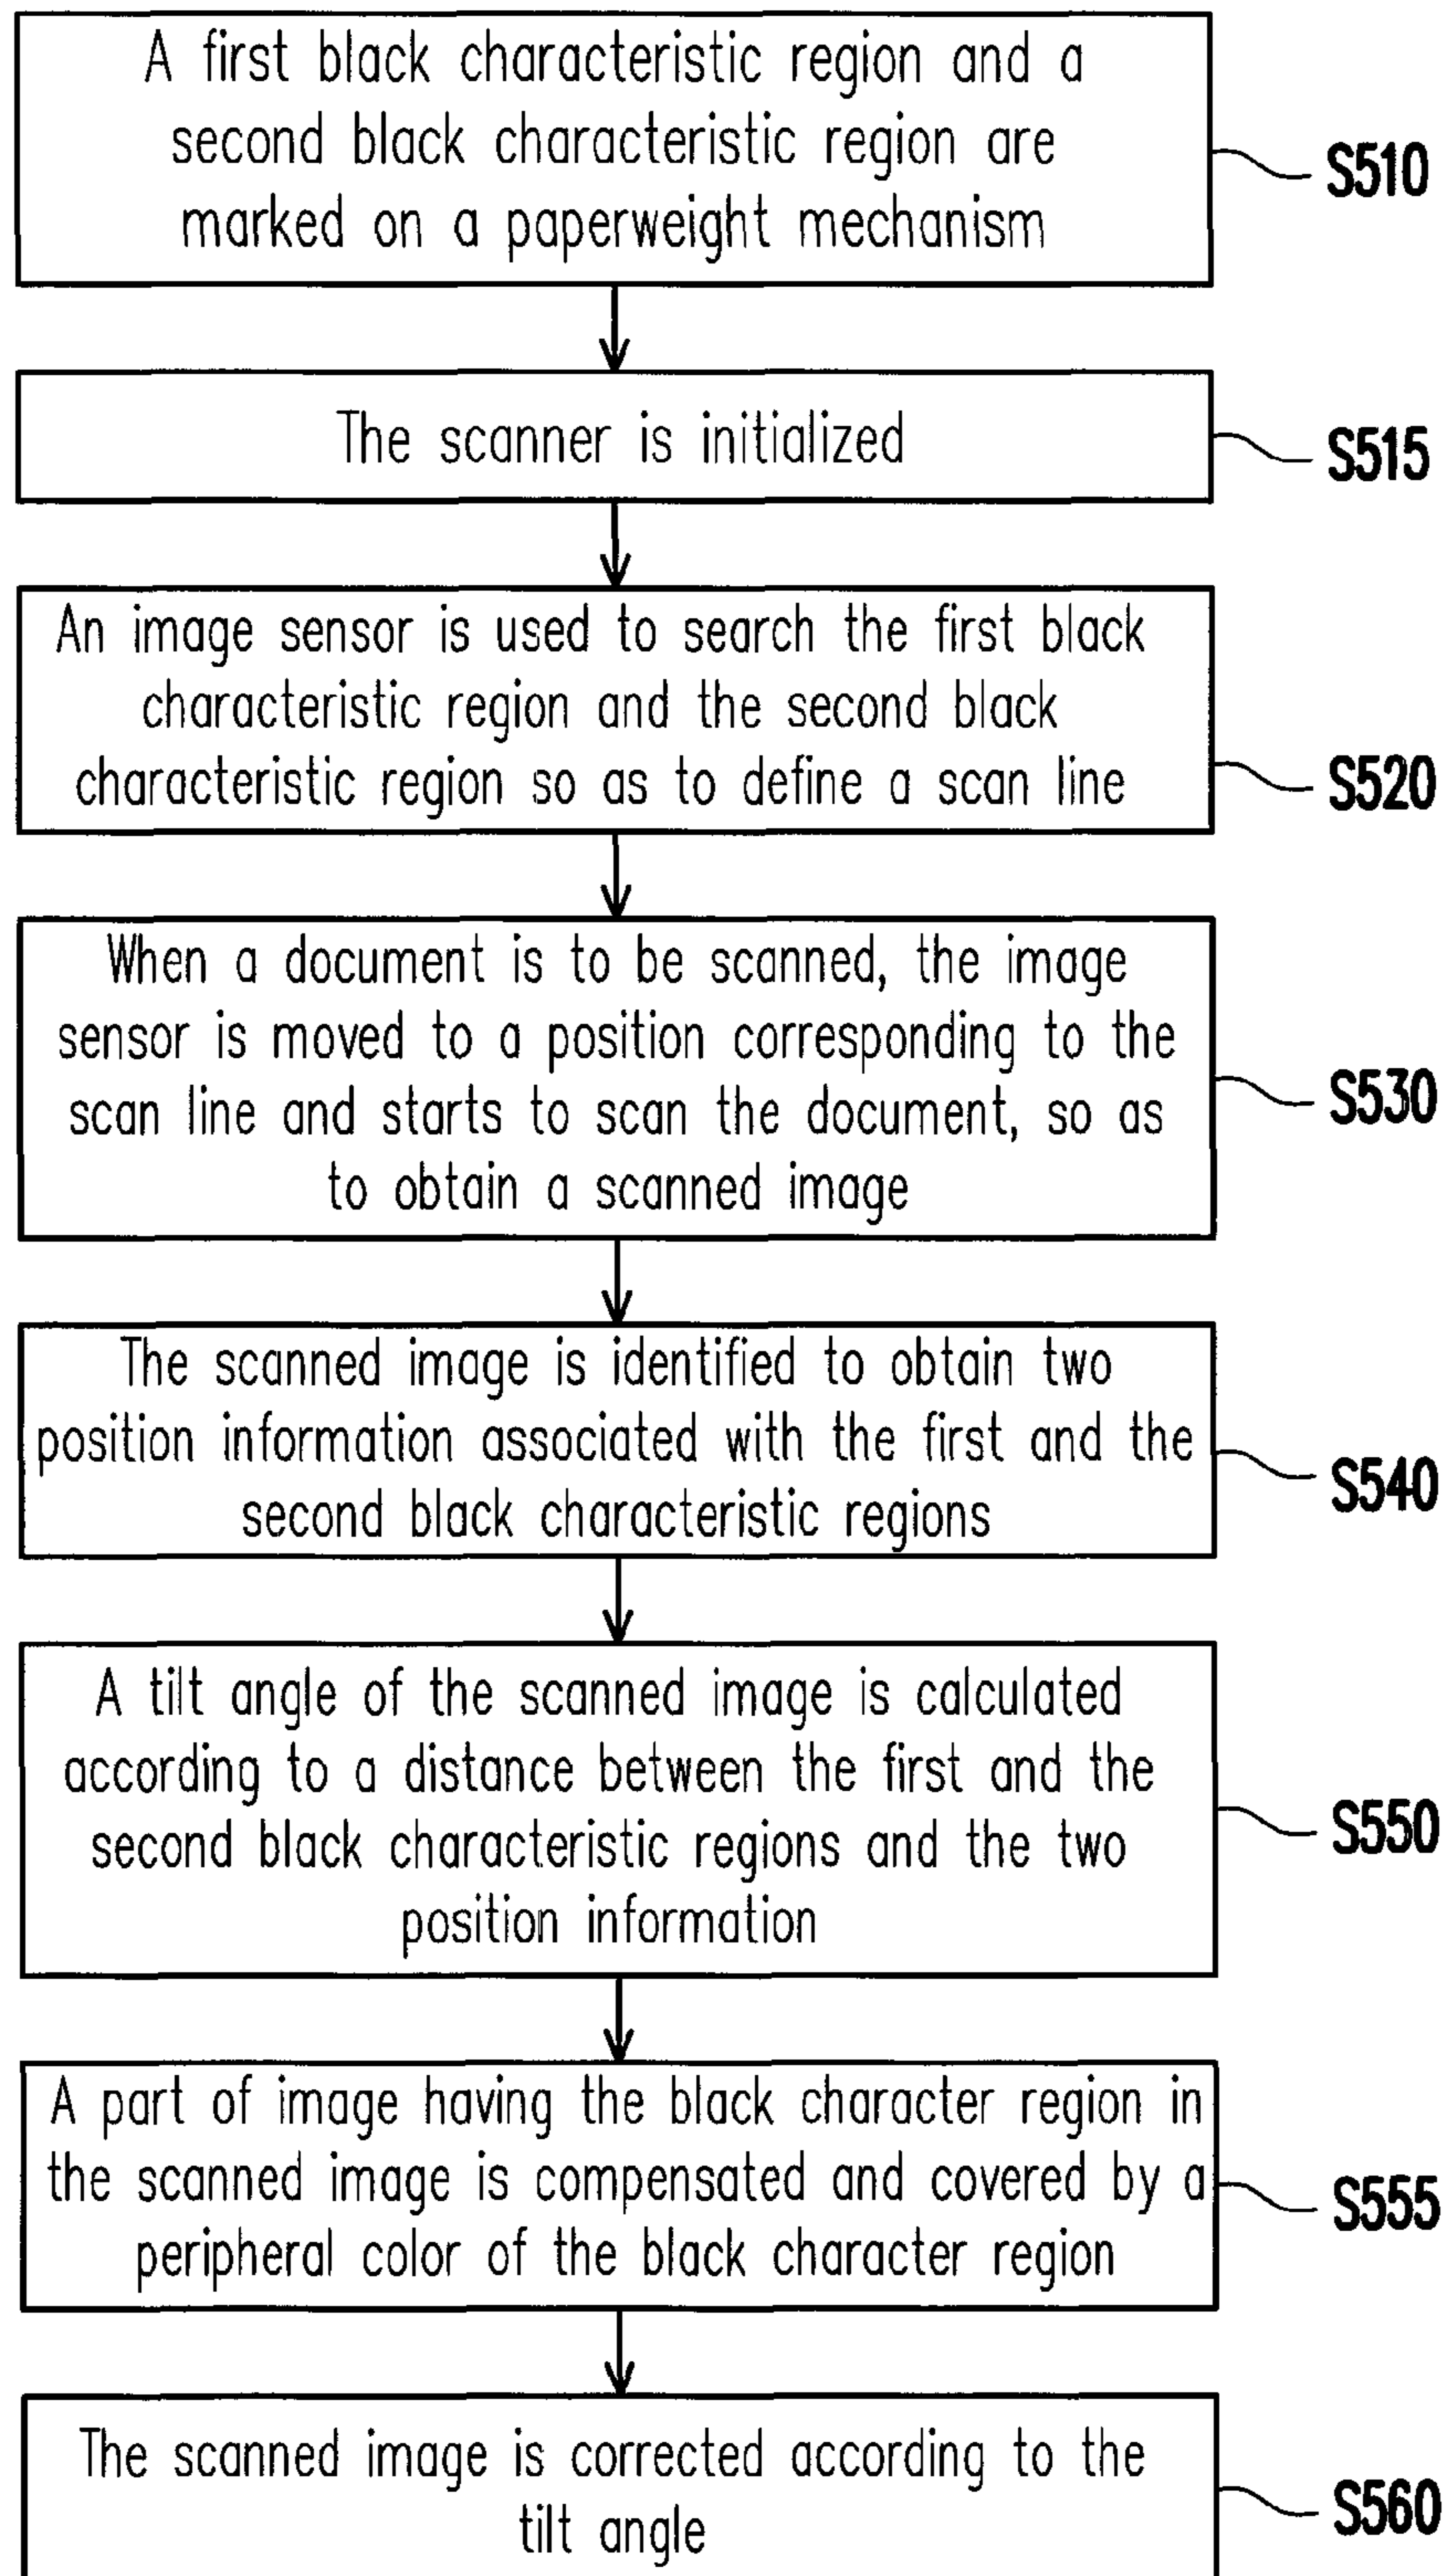 A first black characteristic region and a
second black characteristic region are
marked on a paperweight mechanism
S510
The scanner is initialized
S515
An image sensor is used to search the first black
characteristic region and the second black
characteristic region so as to define a scan line
S520
When a document is to be scanned, the image
sensor is moved to a position corresponding to the
scan line and starts to scan the document, so as
to obtain a scanned image
S530
The scanned image is identified to obtain two
position information associated with the first and the
second black characteristic regions
S540
A tilt angle of the scanned image is calculated
according to a distance between the first and the
second black characteristic regions and the two
position information
S550
A part of image having the black character region in
the scanned image is compensated and covered by a
peripheral color of the black character region
S555
The scanned image is corrected according to the
tilt angle
S560